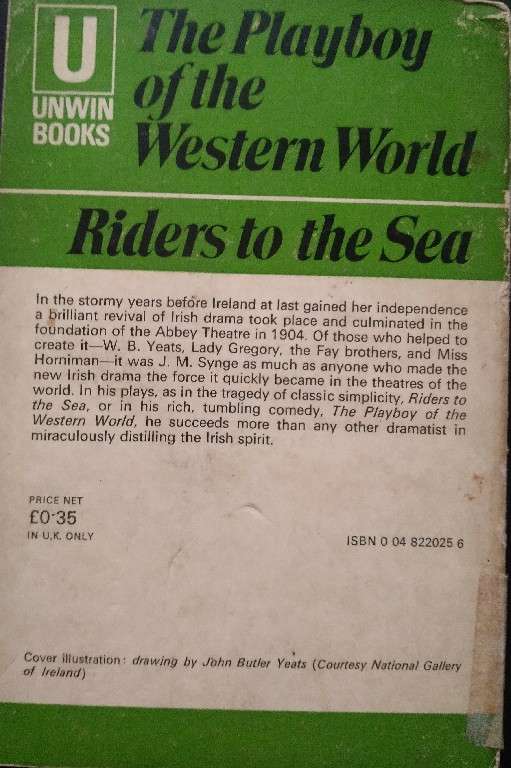 U
UNWIN
BOOKS
The Playboy
of the
Western World
Riders to the Sea
In the stormy years before Ireland at last gained her independence
a brilliant revival of Irish drama took place and culminated in the
foundation of the Abbey Theatre in 1904. Of those who helped to
create it—W. B. Yeats, Lady Gregory, the Fay brothers, and Miss
Horniman—it was J. M. Synge as much as anyone who made the
new Irish drama the force it quickly became in the theatres of the
world. In his plays, as in the tragedy of classic simplicity, Riders to
the Sea, or in his rich, tumbling comedy, The Playboy of the
Western World, he succeeds more than any other dramatist in
miraculously distilling the Irish spirit.
PRICE NET
£0·35
IN U.K. ONLY
ISBN 0 04 822025 6
Cover illustration: drawing by John Butler Yeats (Courtesy National Gallery
of Ireland)